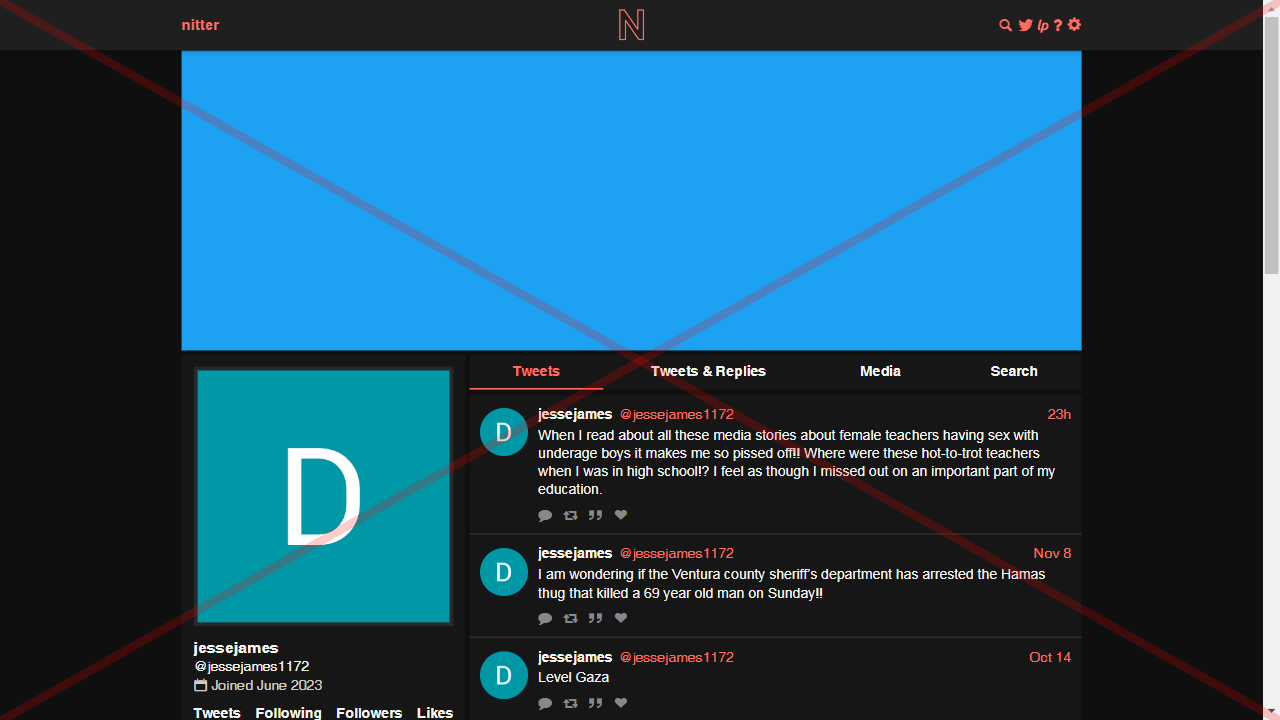 nitter
N
lp ?
D
jessejames
@jessejames1172
Joined June 2023
Tweets Following Followers Likes
Tweets Tweets & Replies Media Search
D
jessejames @jessejames1172 23h
When I read about all these media stories about female teachers having sex with
underage boys it makes me so pissed off!! Where were these hot-to-trot teachers
when I was in high school!? I feel as though I missed out on an important part of my
education.
D
jessejames @jessejames1172 Nov 8
I am wondering if the Ventura county sheriff's department has arrested the Hamas
thug that killed a 69 year old man on Sunday!!
D
jessejames @jessejames1172 Oct 14
Level Gaza